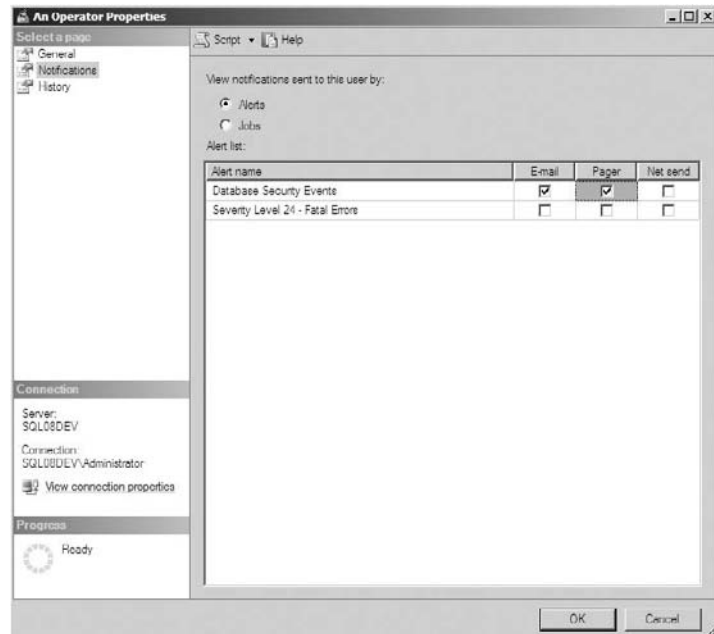 An Operator Properties
Select a page
General
Notifications
History
Script Help
View notifications sent to this user by:
Alerts
Jobs
Alert list:
Alert name E-mail Pager Net send
Database Security Events
Severity Level 24 - Fatal Errors
Connection
Server:
SQL08DEV
Connection:
SQL08DEV\Administrator
View connection properties
Progress
Ready
OK Cancel